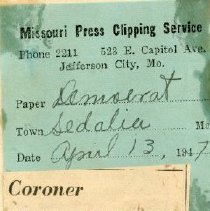 Missouri Press Clipping Service
Phone 2211 523 E. Capitol Ave.
Jefferson City, Mo.
Paper Democrat
Town Sedalia Mo
Date April 13, 1947
Coroner